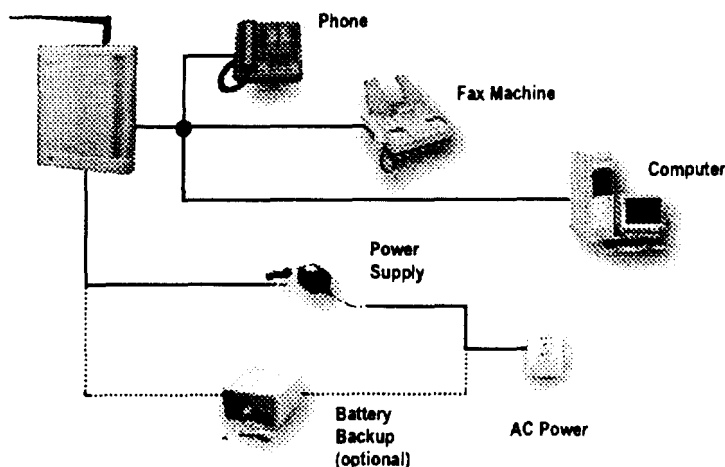 Phone
Fax Machine
Computer
Power
Supply
Battery
Backup
(optional)
AC Power